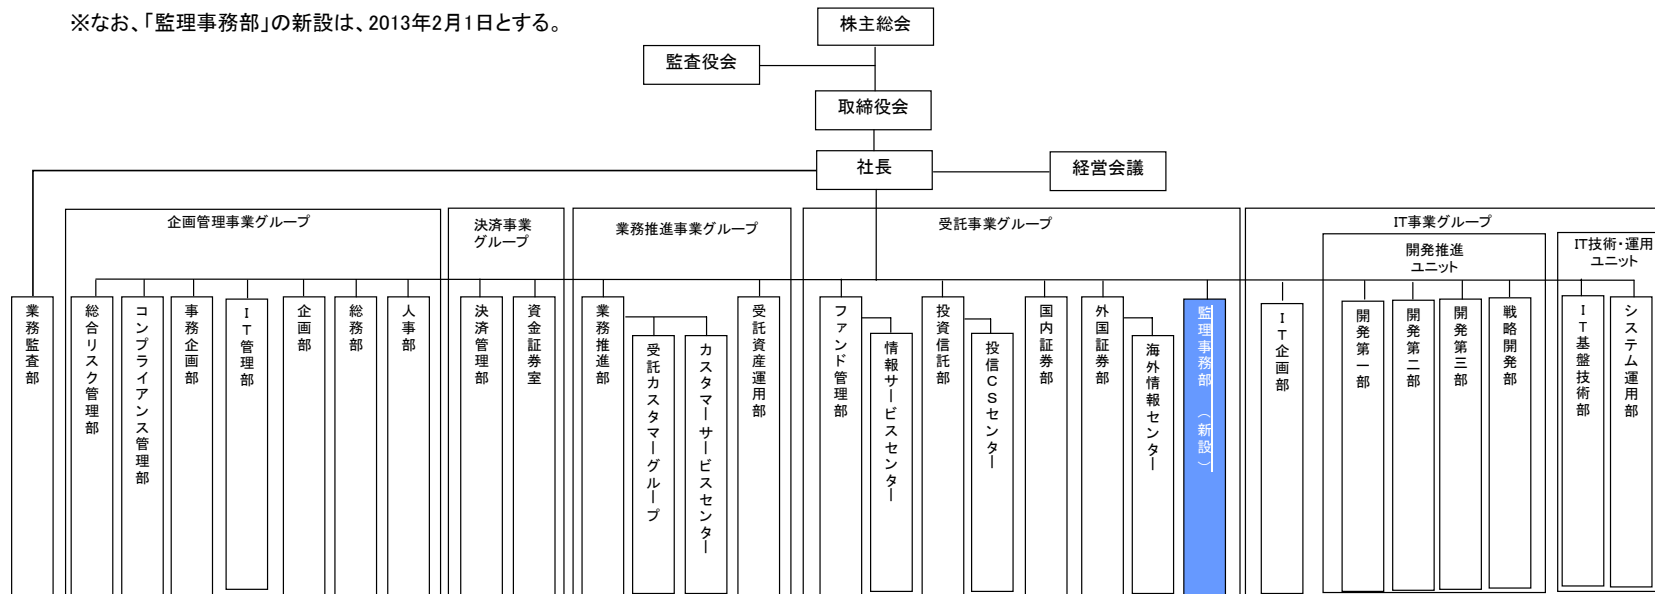 ※なお、「監理事務部」の新設は、2013年2月1日とする。
株主総会
監査役会
取締役会
社長
経営会議
企画管理事業グループ
決済事業
グループ
業務推進事業グループ
受託事業グループ
IT事業グループ
開発推進
ユニット
IT技術・運用
ユニット
業務監査部
総合リスク管理部
コンプライアンス管理部
事務企画部
IT管理部
企画部
総務部
人事部
決済管理部
資金証券室
業務推進部
受託カスタマーグループ
カスタマーサービスセンター
受託資産運用部
ファンド管理部
情報サービスセンター
投資信託部
投信CSセンター
国内証券部
外国証券部
海外情報センター
監理事務部 (新設)
IT企画部
開発第一部
開発第二部
開発第三部
戦略開発部
IT基盤技術部
システム運用部